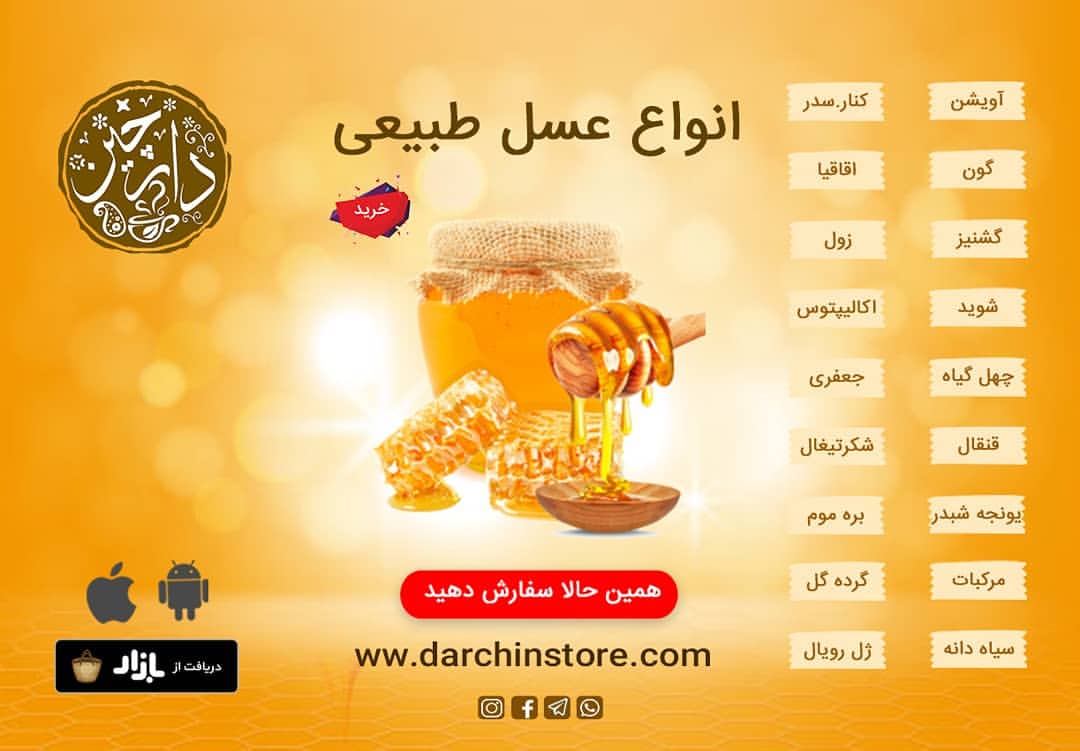 دارچین
انواع عسل طبیعی
خرید
آویشن
کنار.سدر
گون
اقاقیا
گشنیز
زول
شوید
اکالیپتوس
چهل گیاه
جعفری
قنقال
شکرتیغال
یونجه شبدر
بره موم
مرکبات
گرده گل
سیاه دانه
ژل رویال
همین حالا سفارش دهید
دریافت از بازار
ww.darchinstore.com